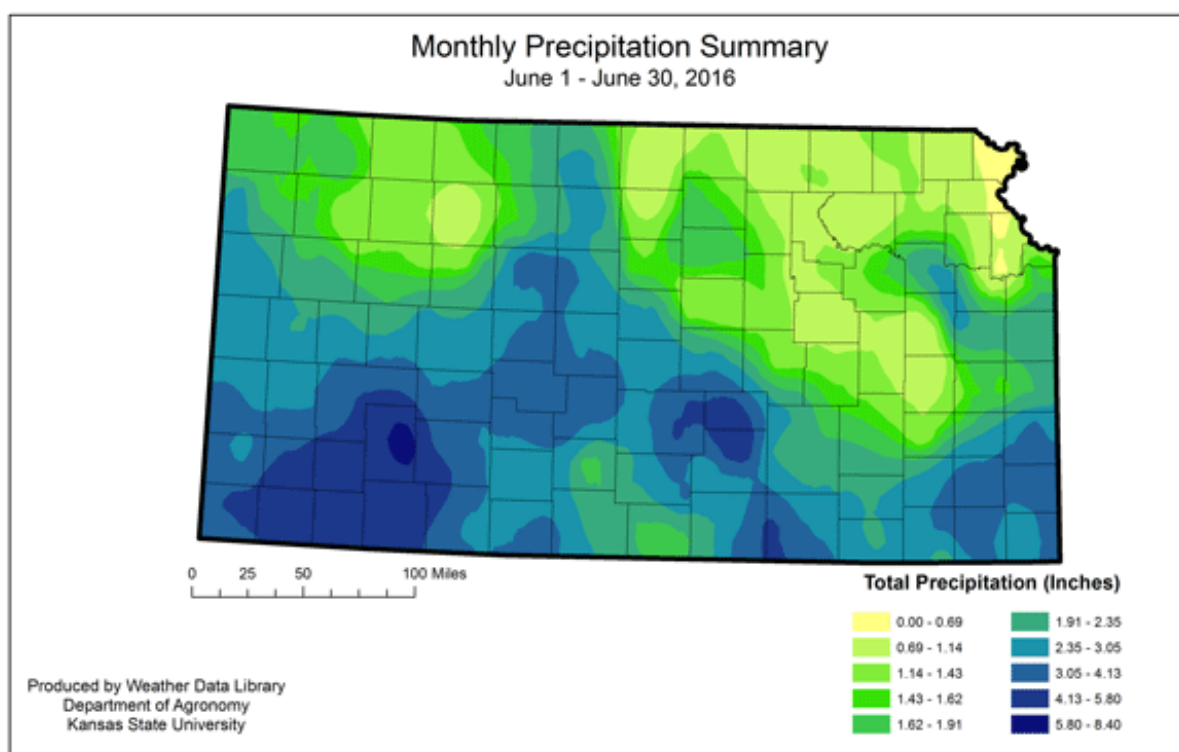 Monthly Precipitation Summary
June 1 - June 30, 2016
0 25 50 100 Miles
Total Precipitation (Inches)
0.00 - 0.69
0.69 - 1.14
1.14 - 1.43
1.43 - 1.62
1.62 - 1.91
1.91 - 2.35
2.35 - 3.05
3.05 - 4.13
4.13 - 5.80
5.80 - 8.40
Produced by Weather Data Library
Department of Agronomy
Kansas State University